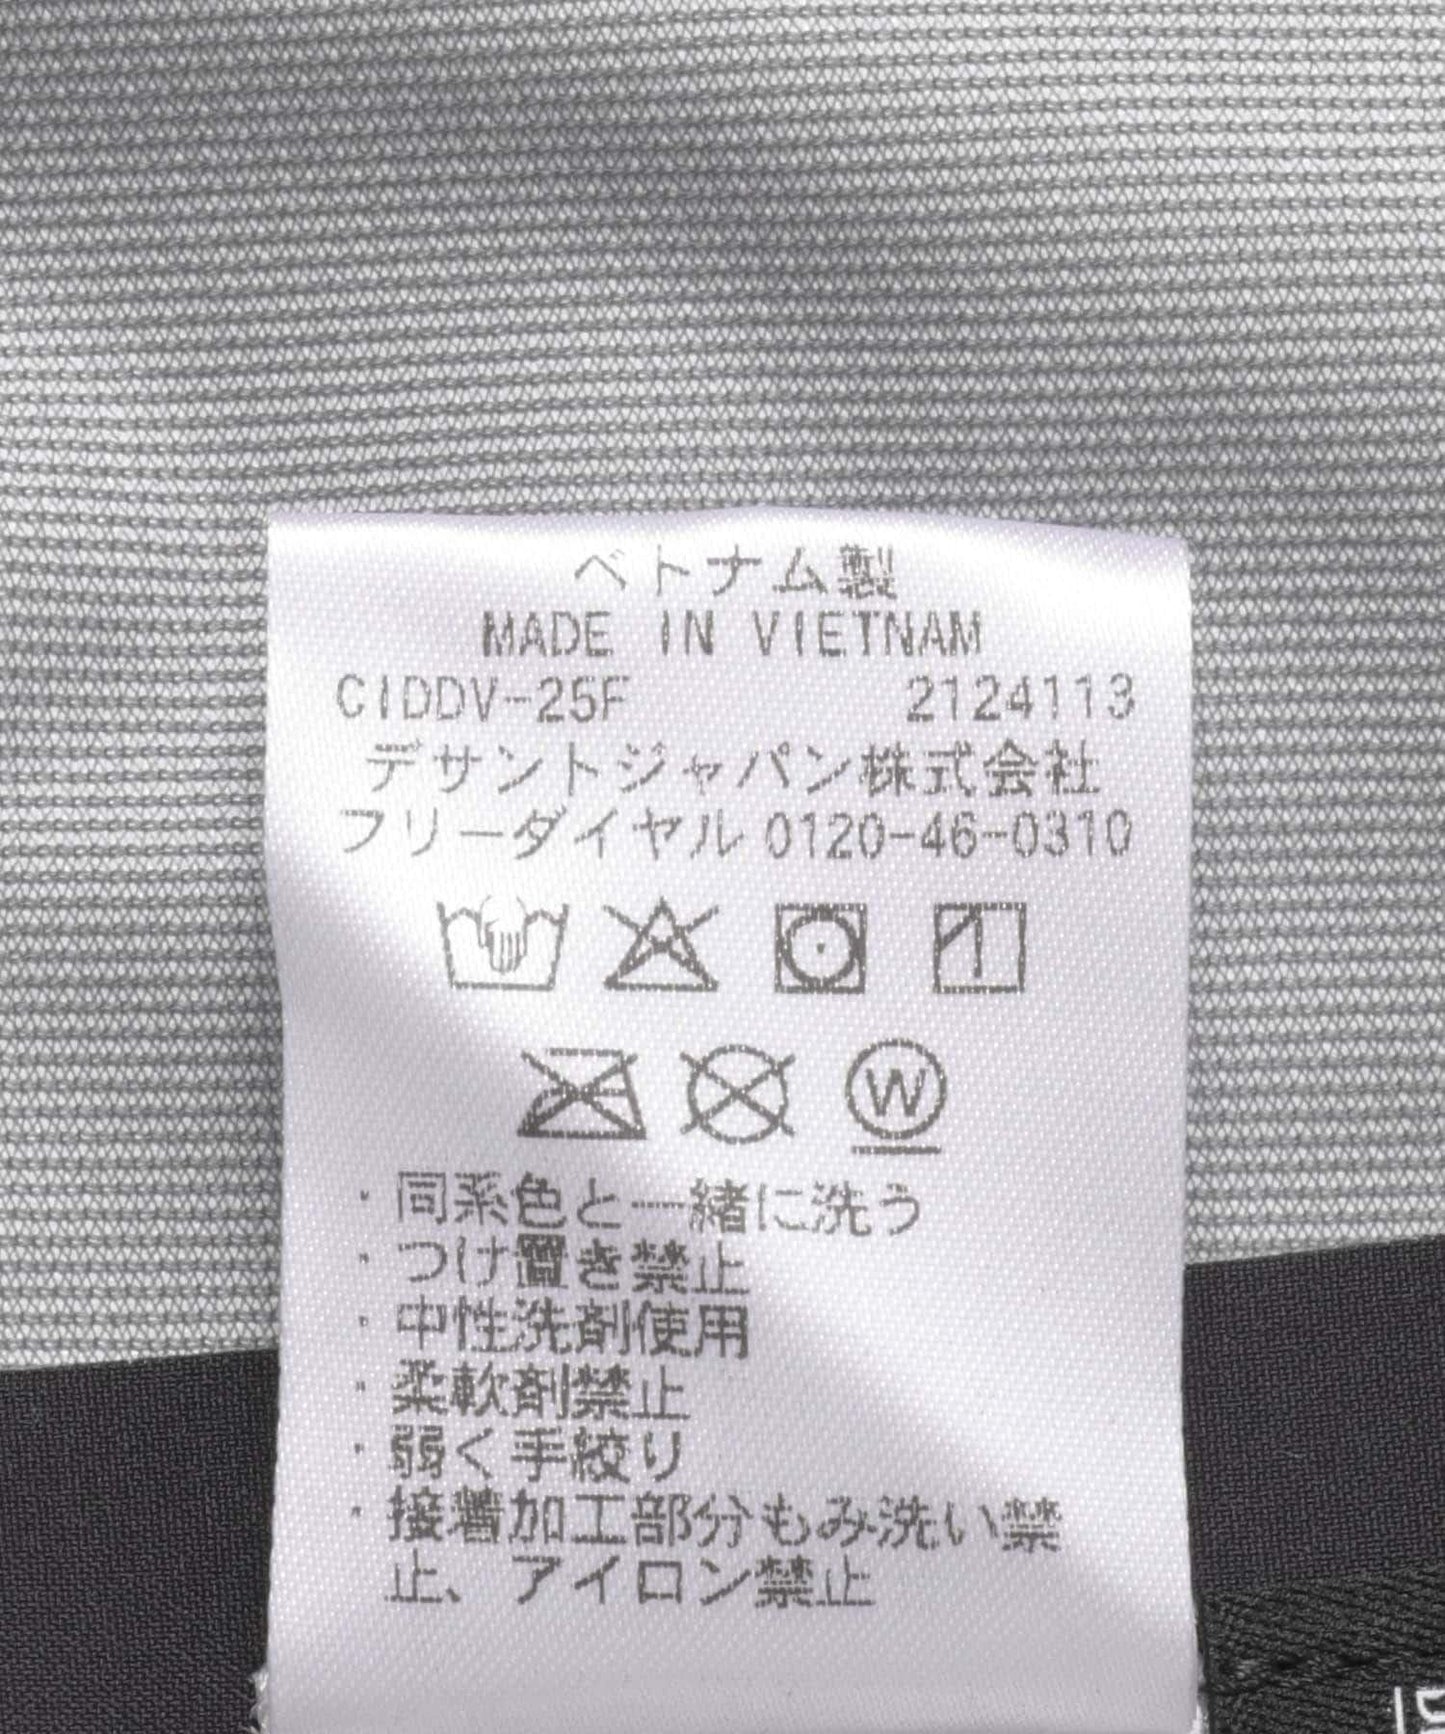 ベトナム製
MADE IN VIETNAM
CIDDV-25F 2124113
デサントジャパン株式会社
フリーダイヤル 0120-46-0310
W
・同系色と一緒に洗う
・つけ置き禁止
・中性洗剤使用
・柔軟剤禁止
・弱く手絞り
・接着加工部分もみ洗い禁
止、アイロン禁止